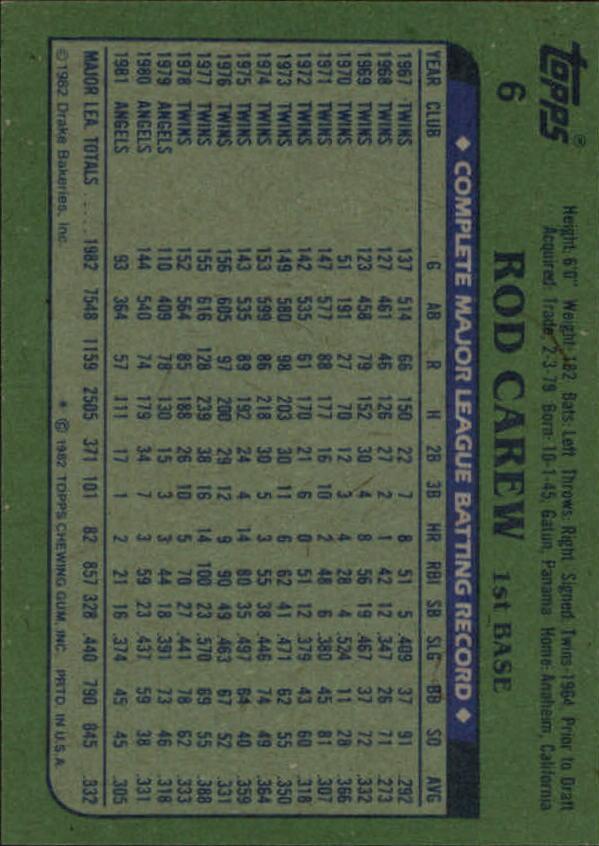 Topps®
6
Height: 6'0" Weight: 182 Bats: Left Throws: Right Signed: Twins-1964 Prior to Draft
Acquired: Trade, 2-3-79 Born: 10-1-45, Gatun, Panama Home: Anaheim, California
ROD CAREW 1st BASE
◆ COMPLETE MAJOR LEAGUE BATTING RECORD ◆
YEAR CLUB G AB R H 2B 3B HR RBI SB SLG BB SO AVG
1967 TWINS 137 514 66 150 22 7 8 51 5 .409 37 91 .292
1968 TWINS 127 461 46 126 27 2 1 42 12 .347 26 71 .273
1969 TWINS 123 458 79 152 30 4 8 56 19 .467 37 72 .332
1970 TWINS 51 191 27 70 12 3 4 28 4 .524 11 28 .366
1971 TWINS 147 577 88 177 16 10 2 48 6 .380 45 81 .307
1972 TWINS 142 535 61 170 21 6 0 51 12 .379 43 60 .318
1973 TWINS 149 580 98 203 30 11 6 62 41 .471 62 55 .350
1974 TWINS 153 599 86 218 30 5 3 55 38 .446 74 49 .364
1975 TWINS 143 535 89 192 24 4 14 80 35 .497 64 40 .359
1976 TWINS 156 605 97 200 29 12 9 90 49 .463 67 52 .331
1977 TWINS 155 616 128 239 38 16 14 100 23 .570 69 55 .388
1978 TWINS 152 564 85 188 26 10 5 70 27 .441 78 62 .333
1979 ANGELS 110 409 78 130 15 3 3 44 18 .391 73 46 .318
1980 ANGELS 144 540 74 179 34 7 3 59 23 .437 59 38 .331
1981 ANGELS 93 364 57 111 17 1 2 21 16 .374 45 45 .305
MAJOR LEA. TOTALS .... 1982 7548 1159 2505 371 101 82 857 328 .440 790 845 .332
© 1982 Drake Bakeries, Inc. * © 1982 TOPPS CHEWING GUM, INC. PRTD. IN U.S.A.